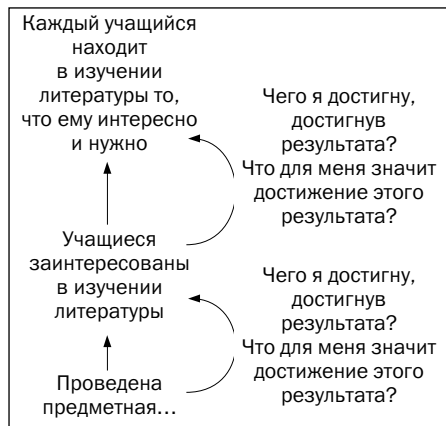 Каждый учащийся
находит
в изучении
литературы то,
что ему интересно
и нужно
Чего я достигну,
достигнув
результата?
Что для меня значит
достижение этого
результата?
Учащиеся
заинтересованы
в изучении
литературы
Чего я достигну,
достигнув
результата?
Что для меня значит
достижение этого
результата?
Проведена
предметная…